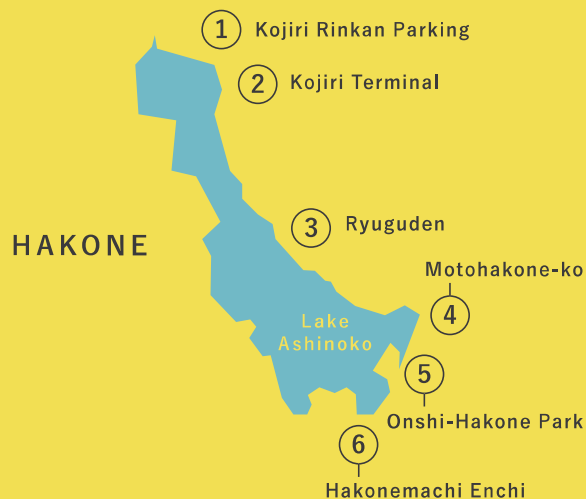 1 Kojiri Rinkan Parking
2 Kojiri Terminal
3 Ryuguden
HAKONE
Motohakone-ko
4
Lake
Ashinoko
5
Onshi-Hakone Park
6
Hakonemachi Enchi